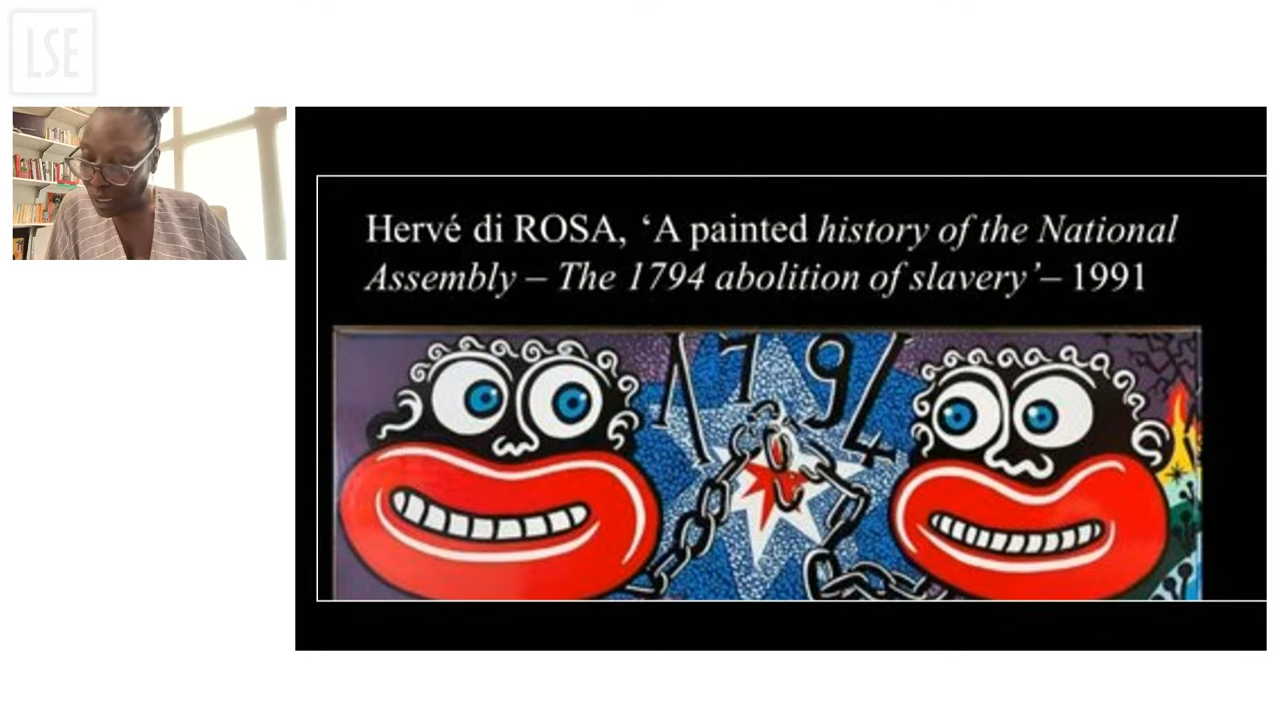 LSE
Hervé di ROSA, ‘A painted history of the National
Assembly – The 1794 abolition of slavery’– 1991
1794